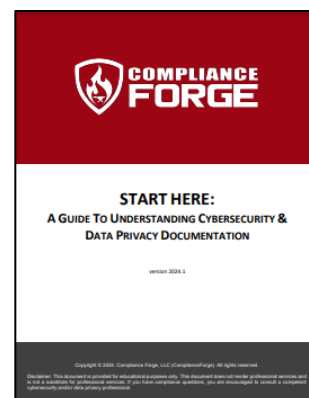 COMPLIANCE
FORGE
START HERE:
A GUIDE TO UNDERSTANDING CYBERSECURITY &
DATA PRIVACY DOCUMENTATION
version 2024.1
Copyright © 2024. Compliance Forge, LLC (ComplianceForge). All rights reserved.
Disclaimer: This document is provided for educational purposes only. This document does not render professional services and
is not a substitute for professional services. If you have compliance questions, you are encouraged to consult a competent
cybersecurity and/or data privacy professional.